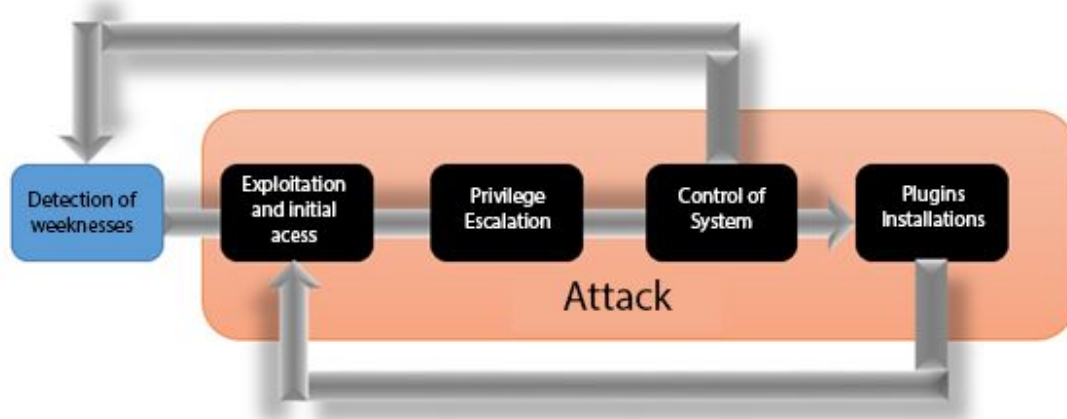 Detection of
weeknesses
Exploitation
and initial
acess
Privilege
Escalation
Control of
System
Plugins
Installations
Attack